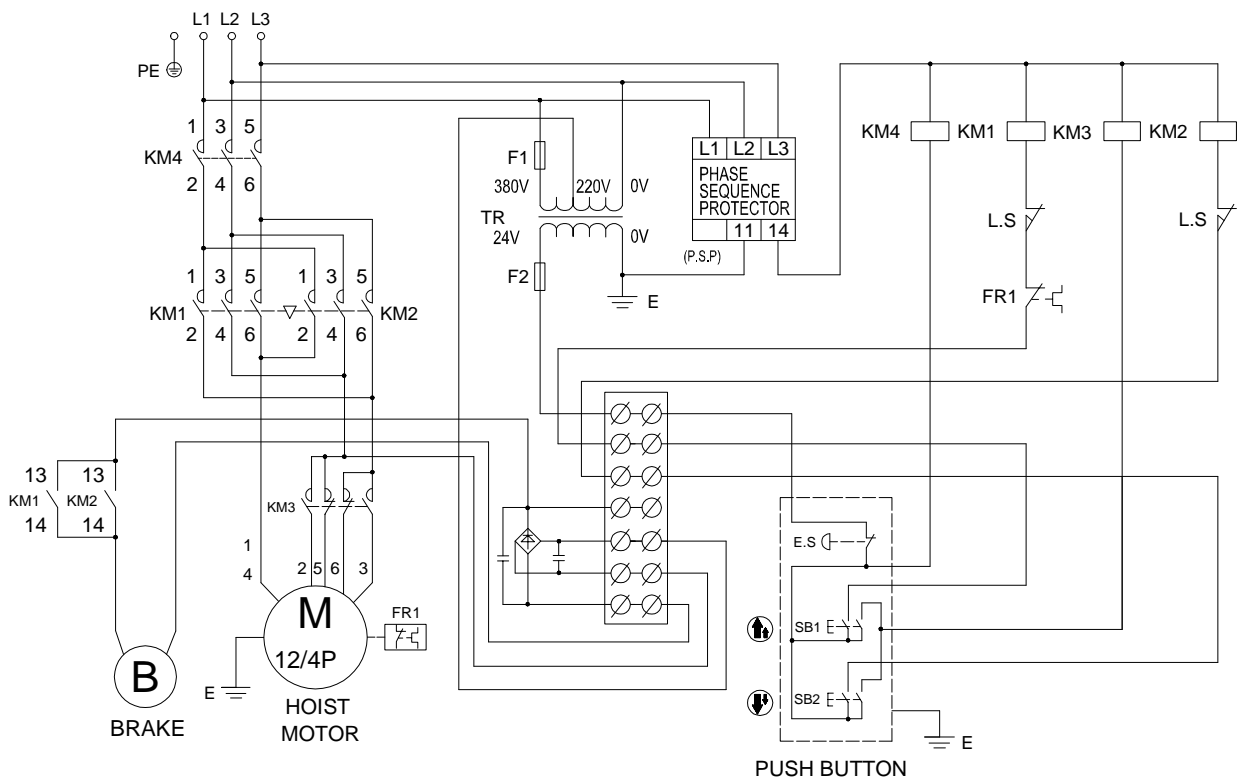 L1 L2 L3
PE
1 3 5
KM4
2 4 6
1 3 5 1 3 5
KM1 KM2
2 4 6 2 4 6
F1
380V 220V 0V
TR
24V 0V
F2
E
L1 L2 L3
PHASE
SEQUENCE
PROTECTOR
11 14
(P.S.P)
KM4 KM1 KM3 KM2
L.S L.S
FR1
13 13
KM1 KM2
14 14
KM3
1
4 2 5 6 3
M
12/4P
FR1
E
HOIST
MOTOR
B
BRAKE
E.S
SB1
SB2
E
PUSH BUTTON